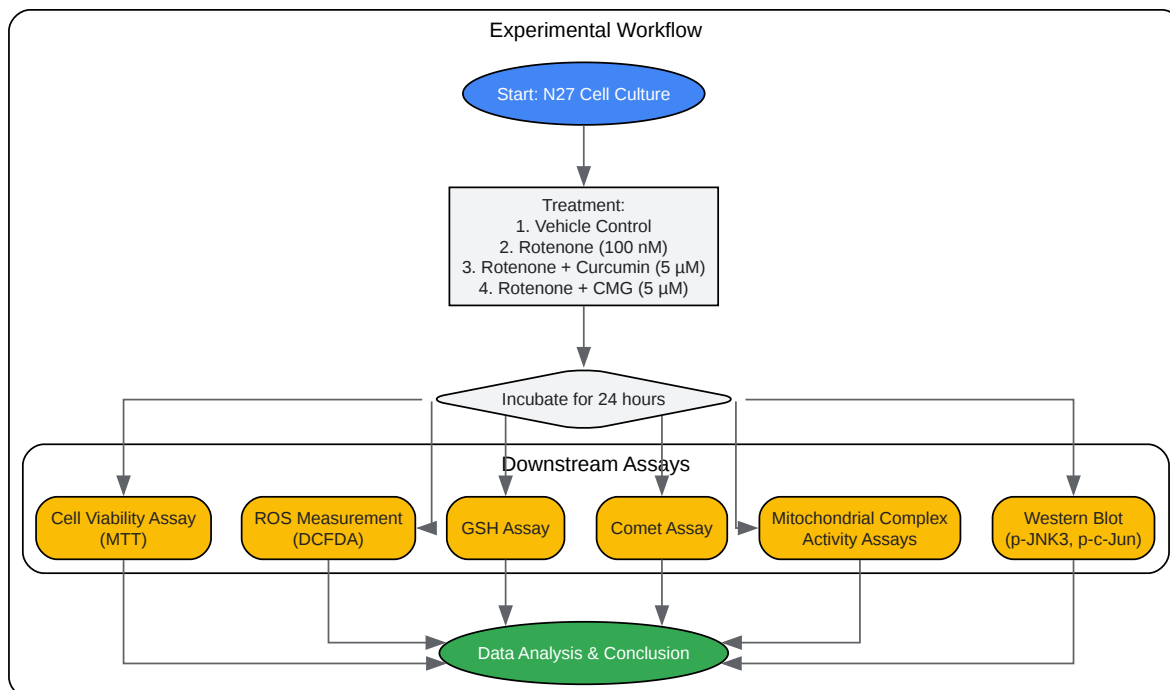 Experimental Workflow
Start: N27 Cell Culture
Treatment:
1. Vehicle Control
2. Rotenone (100 nM)
3. Rotenone + Curcumin (5 µM)
4. Rotenone + CMG (5 µM)
Incubate for 24 hours
Downstream Assays
Cell Viability Assay
(MTT)
ROS Measurement
(DCFDA)
GSH Assay
Comet Assay
Mitochondrial Complex
Activity Assays
Western Blot
(p-JNK3, p-c-Jun)
Data Analysis & Conclusion